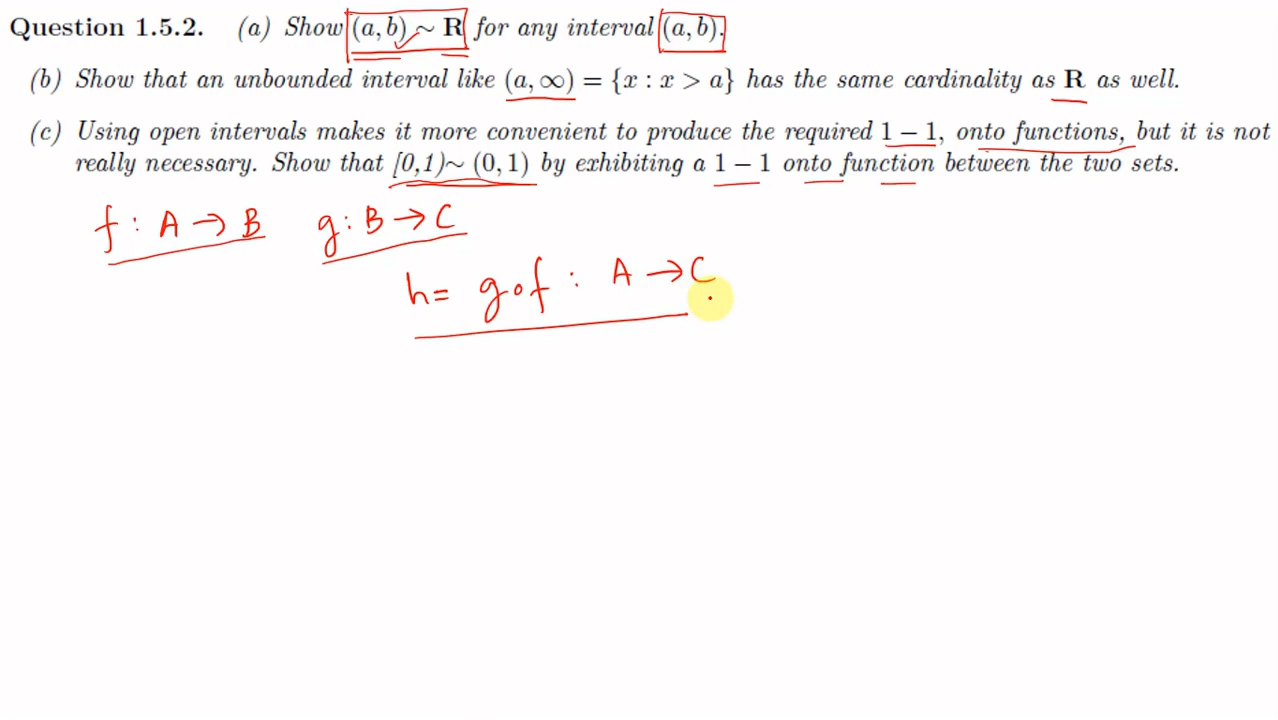 Question 1.5.2. (a) Show (a, b) ∼ R for any interval (a, b).
(b) Show that an unbounded interval like (a, ∞) = {x : x > a} has the same cardinality as R as well.
(c) Using open intervals makes it more convenient to produce the required 1 − 1, onto functions, but it is not
really necessary. Show that [0,1)∼ (0, 1) by exhibiting a 1 − 1 onto function between the two sets.
f : A → B g : B → C
h = g∘f : A → C